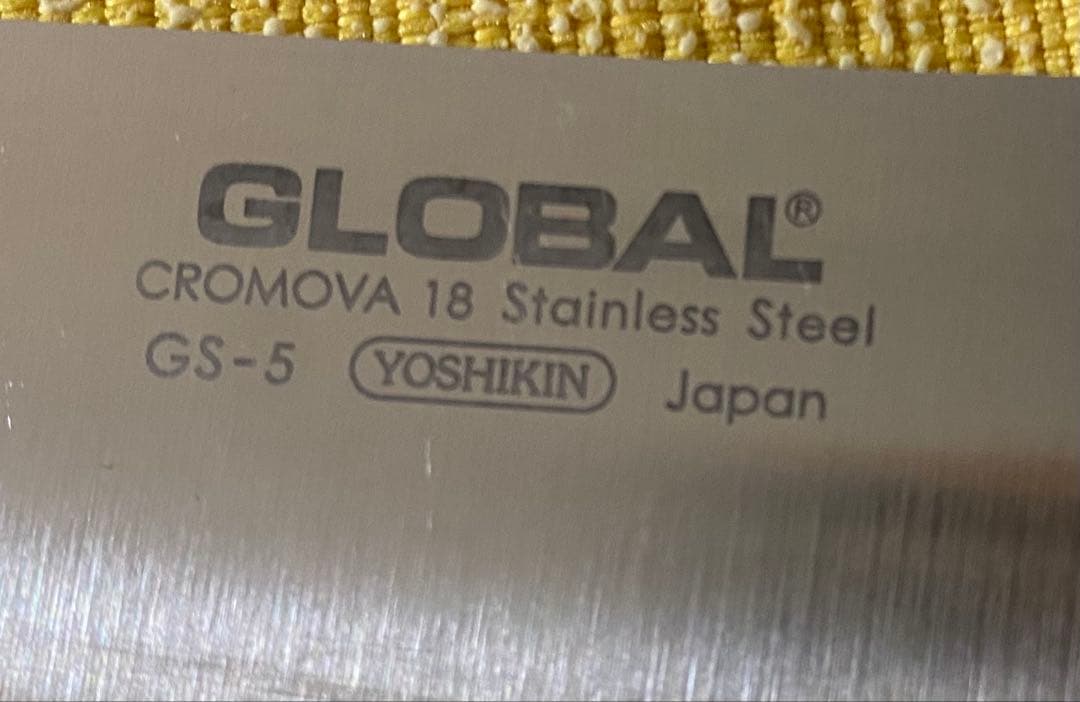 GLOBAL®
CROMOVA 18 Stainless Steel
GS-5 YOSHIKIN Japan